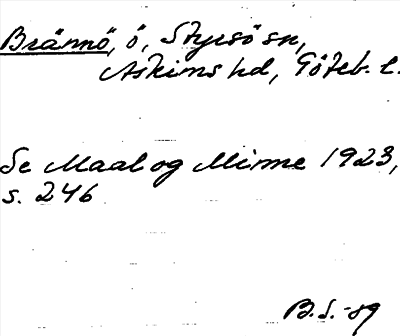 Brännö, ö, Styrsö sn,
Askims hd, Göteb. l.
Se Maal og Minne 1923,
s. 246
B.S. -89